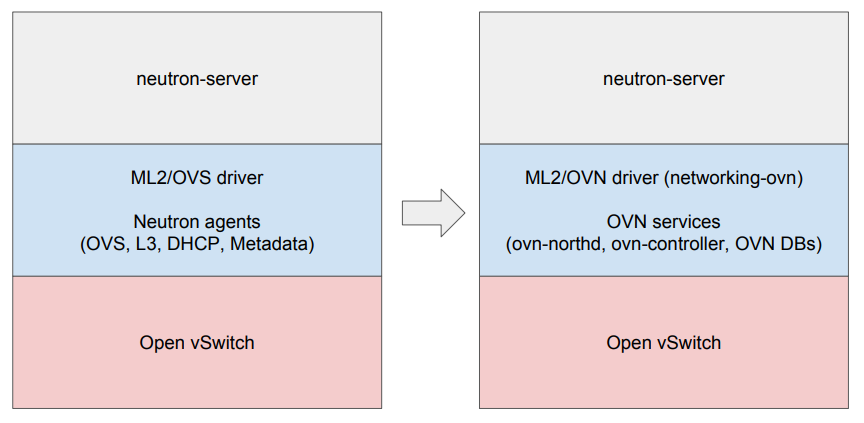 neutron-server
ML2/OVS driver
Neutron agents
(OVS, L3, DHCP, Metadata)
Open vSwitch
neutron-server
ML2/OVN driver (networking-ovn)
OVN services
(ovn-northd, ovn-controller, OVN DBs)
Open vSwitch